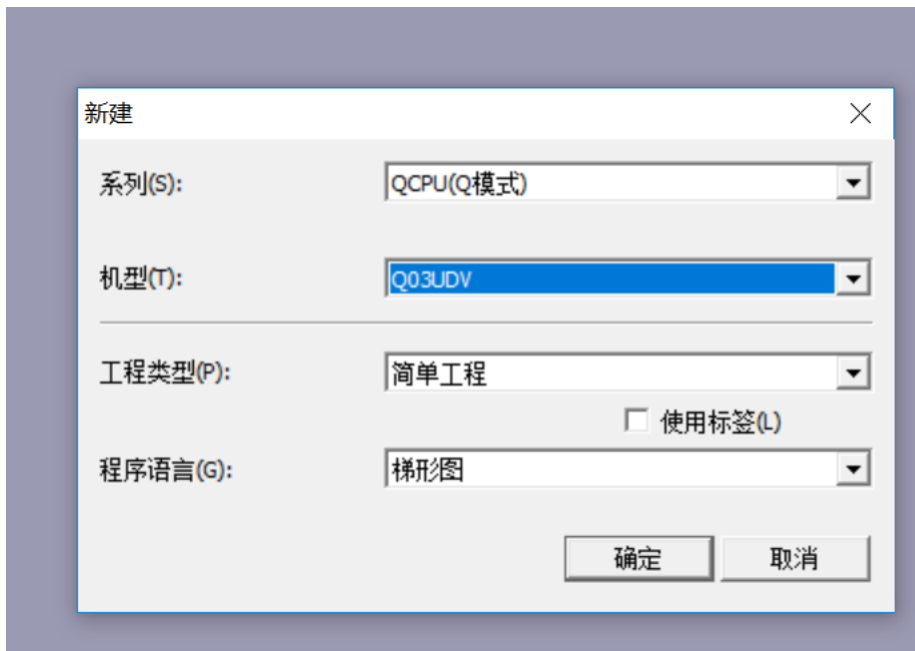 新建
系列(S): QCPU(Q模式)
机型(T): Q03UDV
工程类型(P): 简单工程
使用标签(L)
程序语言(G): 梯形图
确定 取消